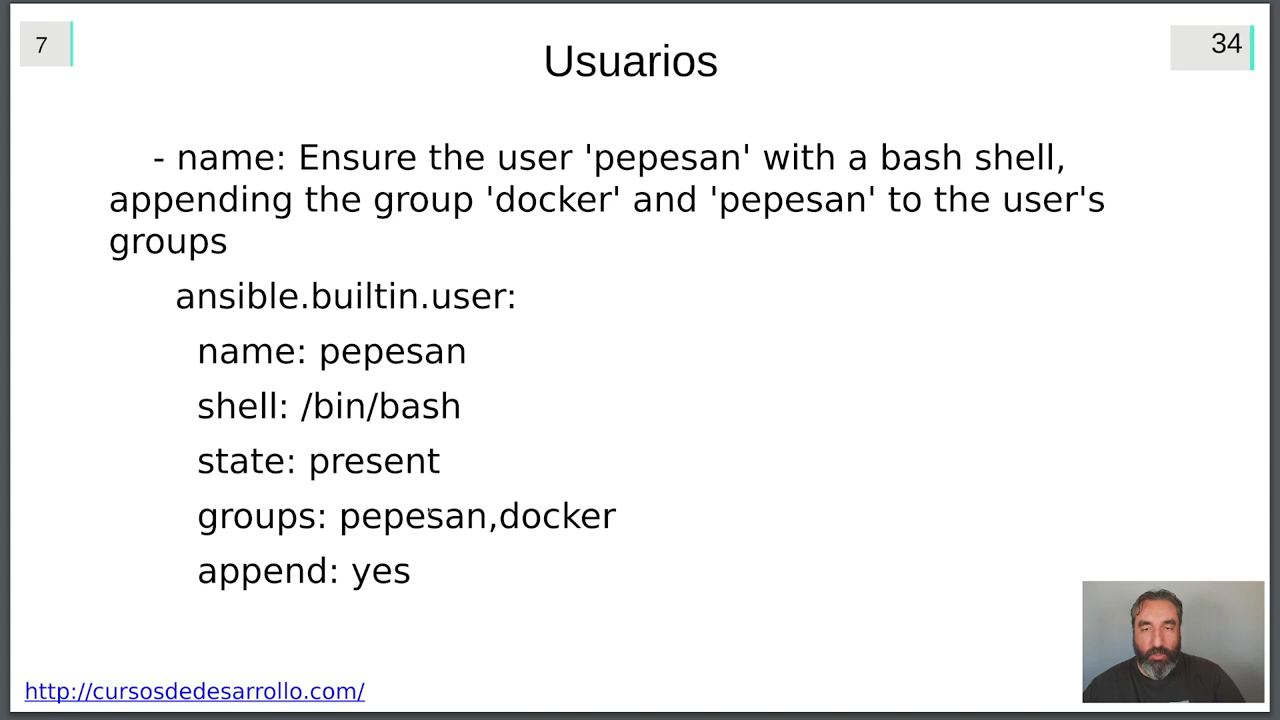 7
Usuarios
34
- name: Ensure the user 'pepesan' with a bash shell,
appending the group 'docker' and 'pepesan' to the user's
groups
ansible.builtin.user:
name: pepesan
shell: /bin/bash
state: present
groups: pepesan,docker
append: yes
http://cursosdedesarrollo.com/